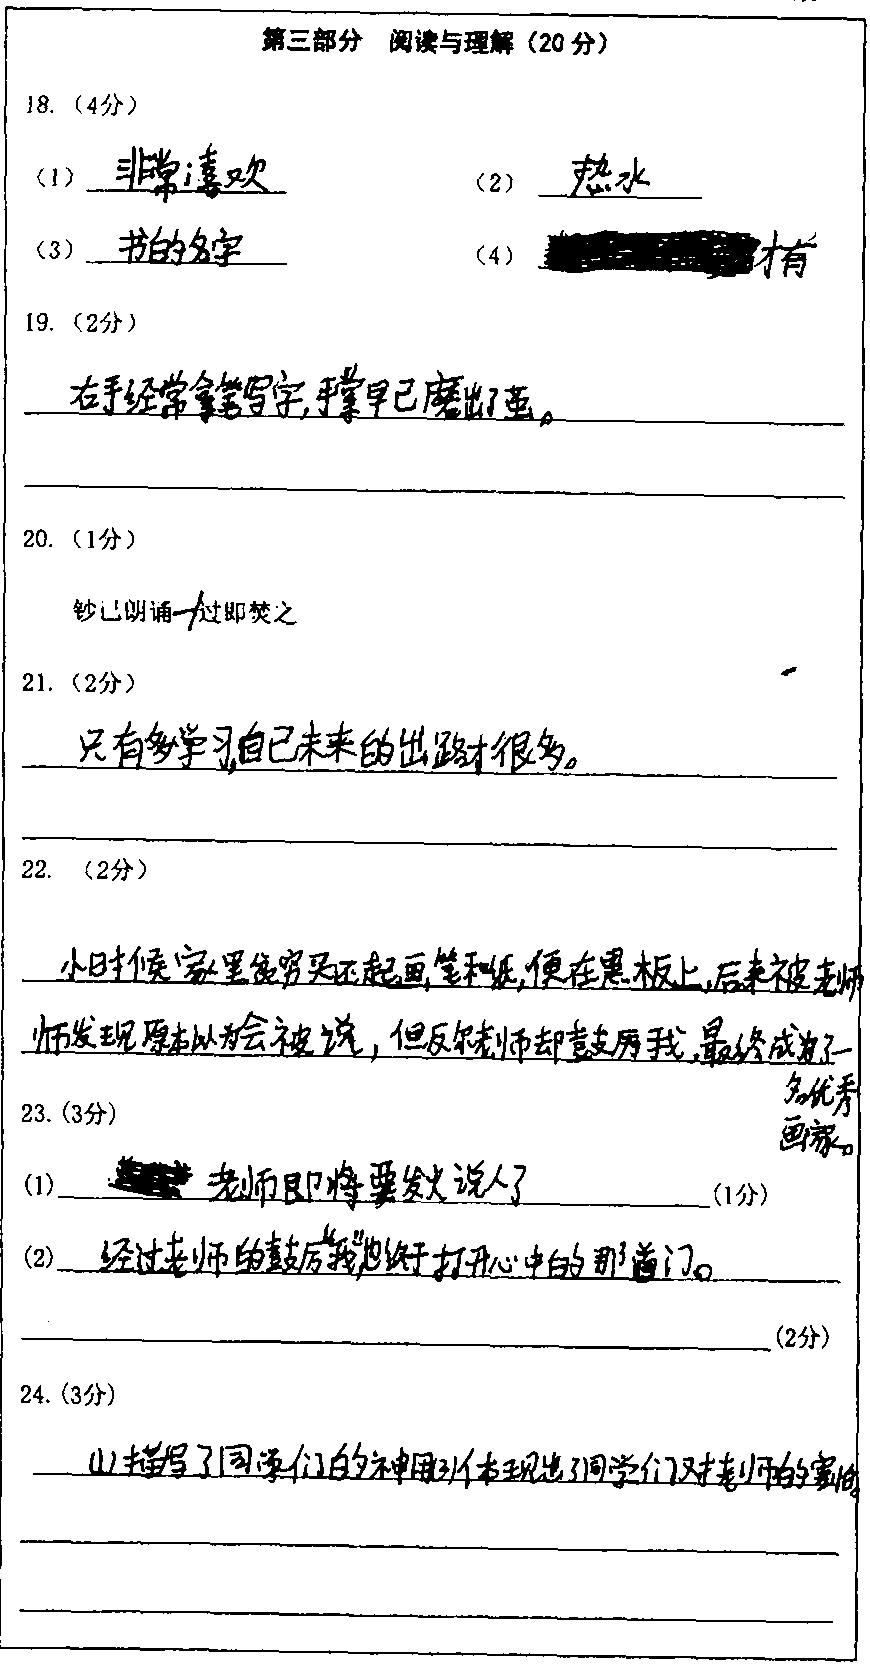 第三部分 阅读与理解（20分）
18.（4分）
（1）非常喜欢 （2）热水
（3）书的名字 （4）才有
19.（2分）
右手经常拿笔写字,手掌早已磨出了茧。
20.（1分）
钞已朗诵一/过即焚之
21.（2分）
只有多学习,自己未来的出路才很多。
22. （2分）
小时候家里很穷买不起画笔和纸,便在黑板上,后来被老师
师发现原本以为会被说，但反尔老师却鼓励我,最终成为了一
名优秀
画家。
23.(3分)
(1) 老师即将要发火说人了 (1分)
(2) 经过老师的鼓厉"我"也终于打开心中的那道门。
(2分)
24.(3分)
(1)描写了同学们的神用引体现出了同学们对老师的害怕。